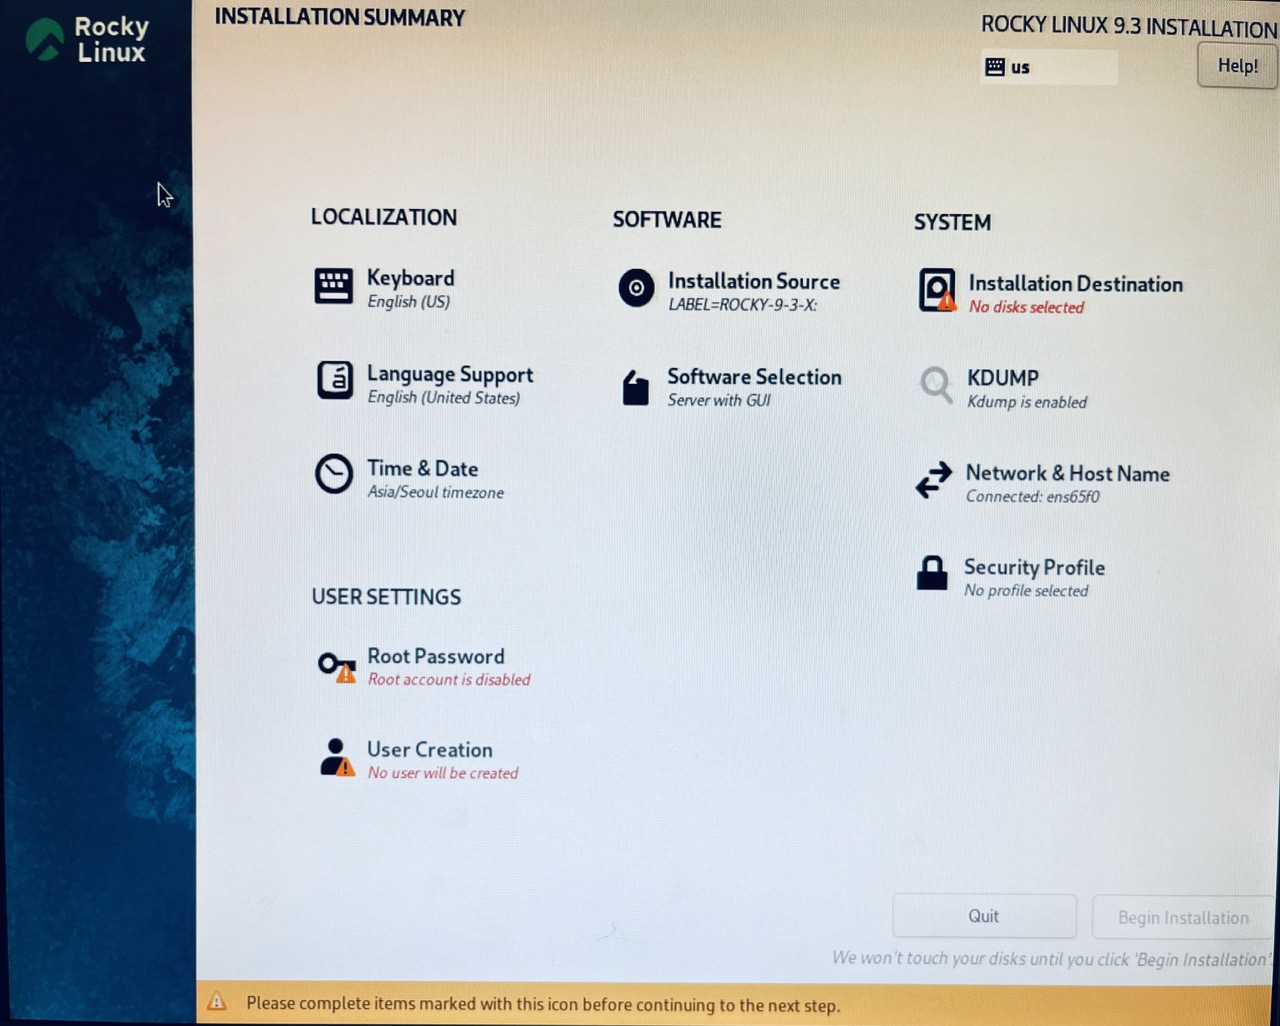 Rocky
Linux
INSTALLATION SUMMARY
ROCKY LINUX 9.3 INSTALLATION
us
Help!
LOCALIZATION
Keyboard
English (US)
Language Support
English (United States)
Time & Date
Asia/Seoul timezone
SOFTWARE
Installation Source
LABEL=ROCKY-9-3-X:
Software Selection
Server with GUI
SYSTEM
Installation Destination
No disks selected
KDUMP
Kdump is enabled
Network & Host Name
Connected: ens65f0
Security Profile
No profile selected
USER SETTINGS
Root Password
Root account is disabled
User Creation
No user will be created
Quit
Begin Installation
We won't touch your disks until you click 'Begin Installation'.
Please complete items marked with this icon before continuing to the next step.